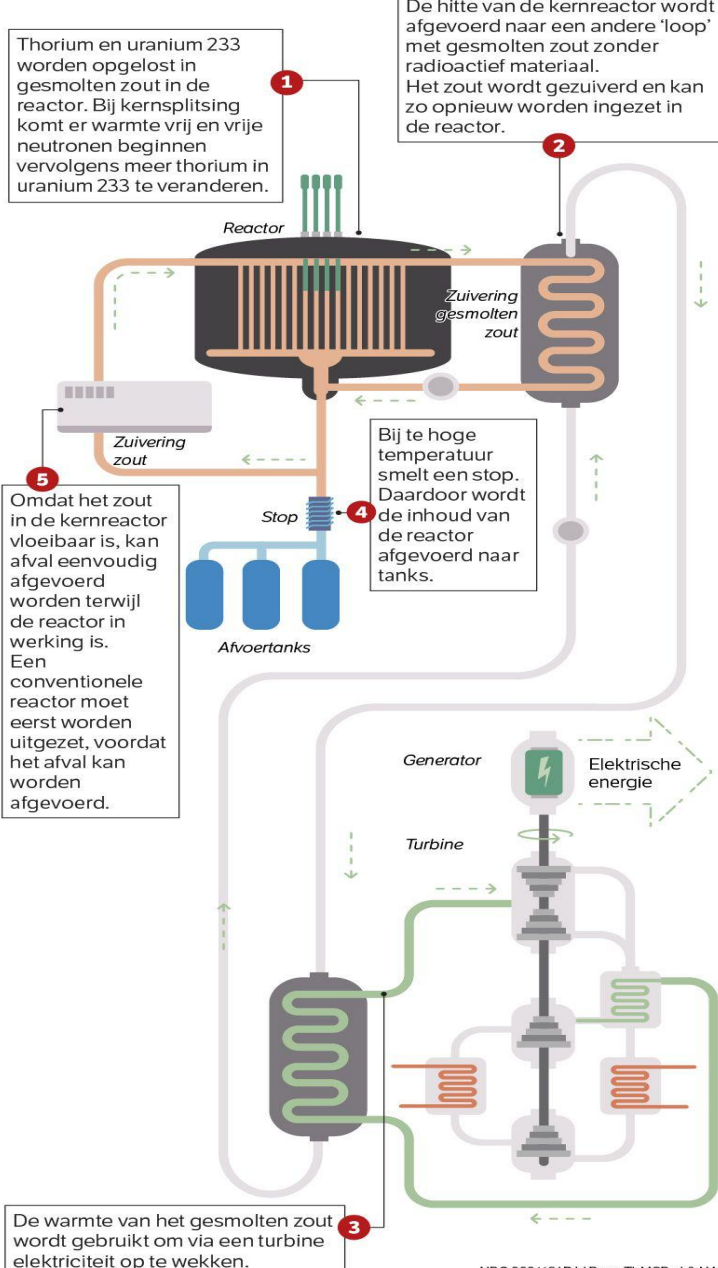 De hitte van de kernreactor wordt
afgevoerd naar een andere ‘loop’
met gesmolten zout zonder
radioactief materiaal.
Het zout wordt gezuiverd en kan
zo opnieuw worden ingezet in
de reactor.
Thorium en uranium 233
worden opgelost in
gesmolten zout in de
reactor. Bij kernsplitsing
komt er warmte vrij en vrije
neutronen beginnen
vervolgens meer thorium in
uranium 233 te veranderen.
1
2
Reactor
Zuivering
gesmolten
zout
Zuivering
zout
5
Omdat het zout
in de kernreactor
vloeibaar is, kan
afval eenvoudig
afgevoerd
worden terwijl
de reactor in
werking is.
Een
conventionele
reactor moet
eerst worden
uitgezet, voordat
het afval kan
worden
afgevoerd.
Stop
4
Bij te hoge
temperatuur
smelt een stop.
Daardoor wordt
de inhoud van
de reactor
afgevoerd naar
tanks.
Afvoertanks
Generator
Elektrische
energie
Turbine
De warmte van het gesmolten zout
wordt gebruikt om via een turbine
elektriciteit op te wekken.
3